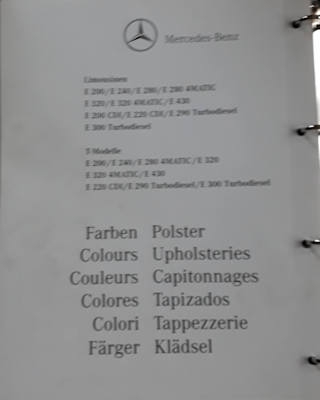 Mercedes-Benz
Limousinen
E 200/E 240/E 280/E 280 4MATIC
E 320/E 320 4MATIC/E 430
E 200 CDI/E 220 CDI/E 290 Turbodiesel
E 300 Turbodiesel
T-Modelle
E 200/E 240/E 280 4MATIC/E 320
E 320 4MATIC/E 430
E 220 CDI/E 290 Turbodiesel/E 300 Turbodiesel
Farben Polster
Colours Upholsteries
Couleurs Capitonnages
Colores Tapizados
Colori Tappezzerie
Färger Klädsel